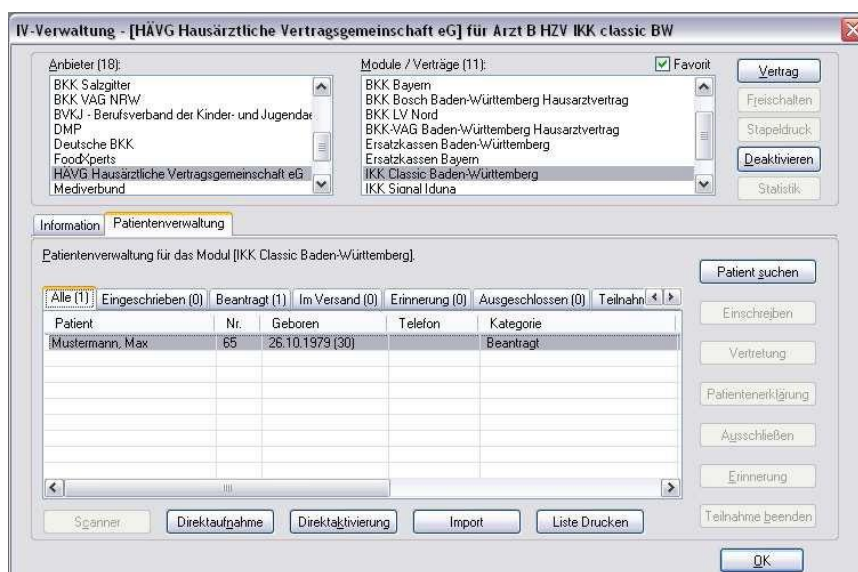 IV-Verwaltung - [HÄVG Hausärztliche Vertragsgemeinschaft eG] für Arzt B HZV IKK classic BW
Anbieter (18):
BKK Salzgitter
BKK VAG NRW
BVKJ - Berufsverband der Kinder- und Jugendae
DMP
Deutsche BKK
FoodXperts
HÄVG Hausärztliche Vertragsgemeinschaft eG
Mediverbund
Module / Verträge (11):
Favorit
BKK Bayern
BKK Bosch Baden-Württemberg Hausarztvertrag
BKK LV Nord
BKK-VAG Baden-Württemberg Hausarztvertrag
Ersatzkassen Baden-Württemberg
Ersatzkassen Bayern
IKK Classic Baden-Württemberg
IKK Signal Iduna
Vertrag
Freischalten
Stapeldruck
Deaktivieren
Statistik
Information Patientenverwaltung
Patientenverwaltung für das Modul [IKK Classic Baden-Württemberg].
Alle (1) Eingeschrieben (0) Beantragt (1) Im Versand (0) Erinnerung (0) Ausgeschlossen (0) Teilnahm
Patient Nr. Geboren Telefon Kategorie
Mustermann, Max 65 26.10.1979 (30) Beantragt
Patient suchen
Einschreiben
Vertretung
Patientenerklärung
Ausschließen
Erinnerung
Teilnahme beenden
Scanner Direktaufnahme Direktaktivierung Import Liste Drucken
OK